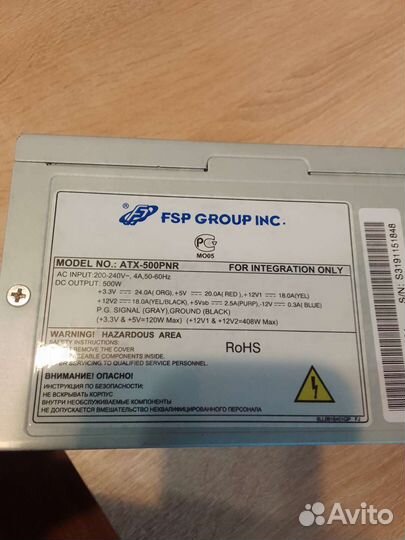 FSP GROUP INC.
MO05
MODEL NO.: ATX-500PNR FOR INTEGRATION ONLY
AC INPUT:200-240V~, 4A,50-60Hz
DC OUTPUT: 500W
+3.3V ⎓ 24.0A( ORG), +5V ⎓ 20.0A( RED ), +12V1 ⎓ 18.0A(YEL)
+12V2 ⎓ 18.0A(YEL/BLACK), +5Vsb ⎓ 2.5A(PURP), -12V ⎓ 0.3A( BLUE)
P.G. SIGNAL (GRAY),GROUND (BLACK)
(+3.3V & +5V=120W Max) (+12V1 & +12V2=408W Max)
WARNING! HAZARDOUS AREA
SAFETY INSTRUCTIONS:
REMOVE THE COVER
COMPONENTS INSIDE
SERVICING TO QUALIFIED SERVICE PERSONNEL.
RoHS
ВНИМАНИЕ! ОПАСНО!
ИНСТРУКЦИЯ ПО БЕЗОПАСНОСТИ:
НЕ ВСКРЫВАТЬ КОРПУС
ВНУТРИ НЕОБСЛУЖИВАЕМЫЕ КОМПОНЕНТЫ
НЕ ДОПУСКАЕТСЯ ВМЕШАТЕЛЬСТВО НЕКВАЛИФИЦИРОВАННОГО ПЕРСОНАЛА
S/N: S3191151848
Avito